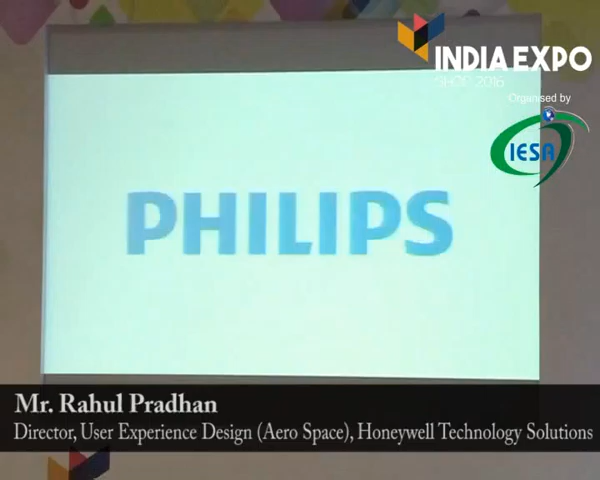 INDIA EXPO
SHOP 2016
Organised by
IESA
PHILIPS
Mr. Rahul Pradhan
Director, User Experience Design (Aero Space), Honeywell Technology Solutions